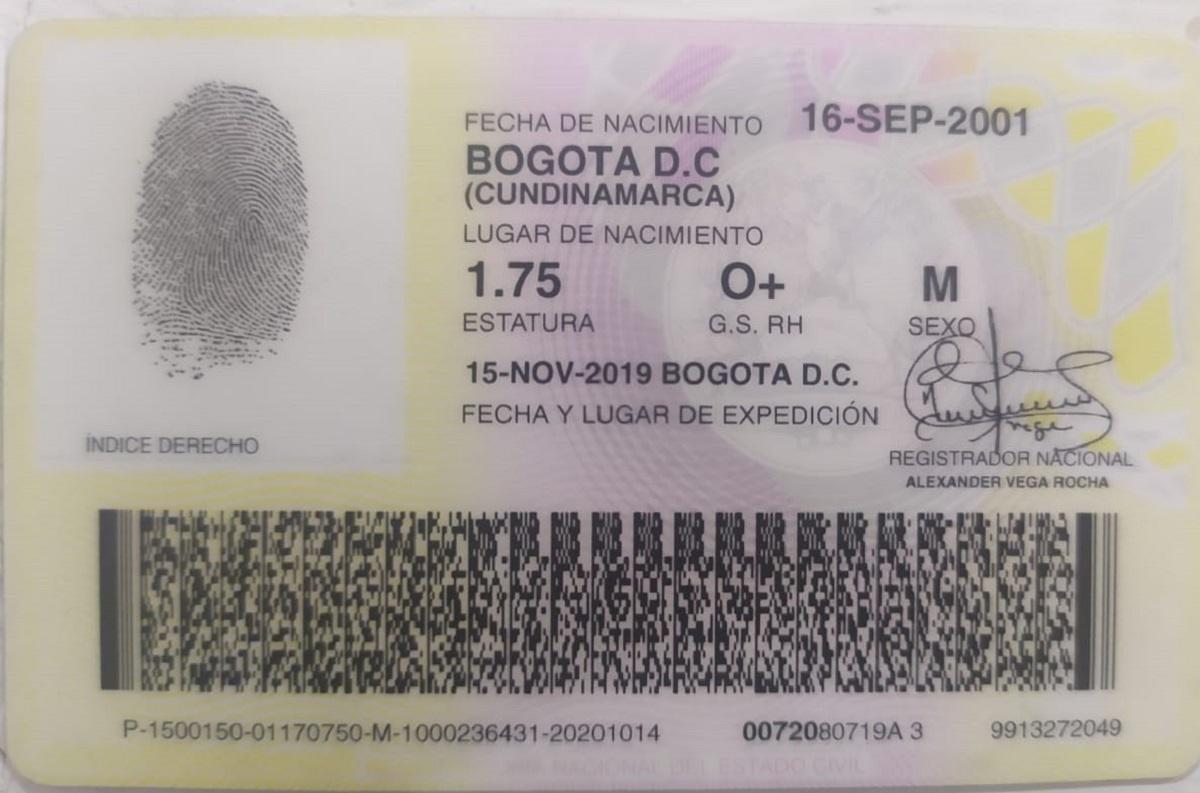 FECHA DE NACIMIENTO 16-SEP-2001
BOGOTA D.C
(CUNDINAMARCA)
LUGAR DE NACIMIENTO
1.75 O+ M
ESTATURA G.S. RH SEXO
15-NOV-2019 BOGOTA D.C.
FECHA Y LUGAR DE EXPEDICIÓN
ÍNDICE DERECHO
REGISTRADOR NACIONAL
ALEXANDER VEGA ROCHA
P-1500150-01170750-M-1000236431-20201014 0072080719A 3 9913272049
NACIONAL DEL ESTADO CIVIL